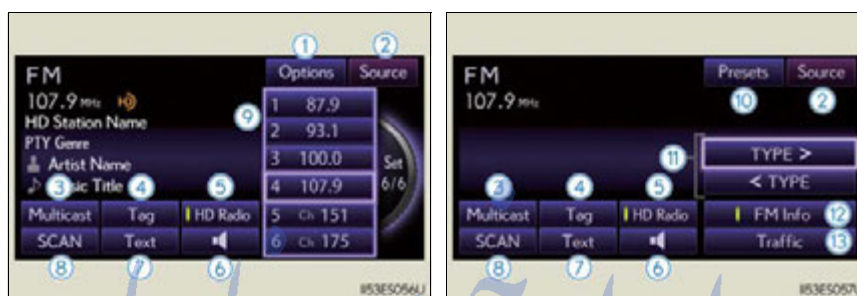 1 2
Options Source
FM
107.9 MHz HD
HD Station Name
PTY Genre
Artist Name
Music Title
9
1 87.9
2 93.1
3 100.0
4 107.9
5 Ch 151
6 Ch 175
Set
6/6
3 4 5
Multicast Tag HD Radio
SCAN Text
8 7 6
II53ES056U
FM
107.9 MHz
Presets Source
10 2
11
TYPE >
< TYPE
3 4 5
Multicast Tag HD Radio
FM Info 12
SCAN Text
Traffic 13
8 7 6
II53ES057U